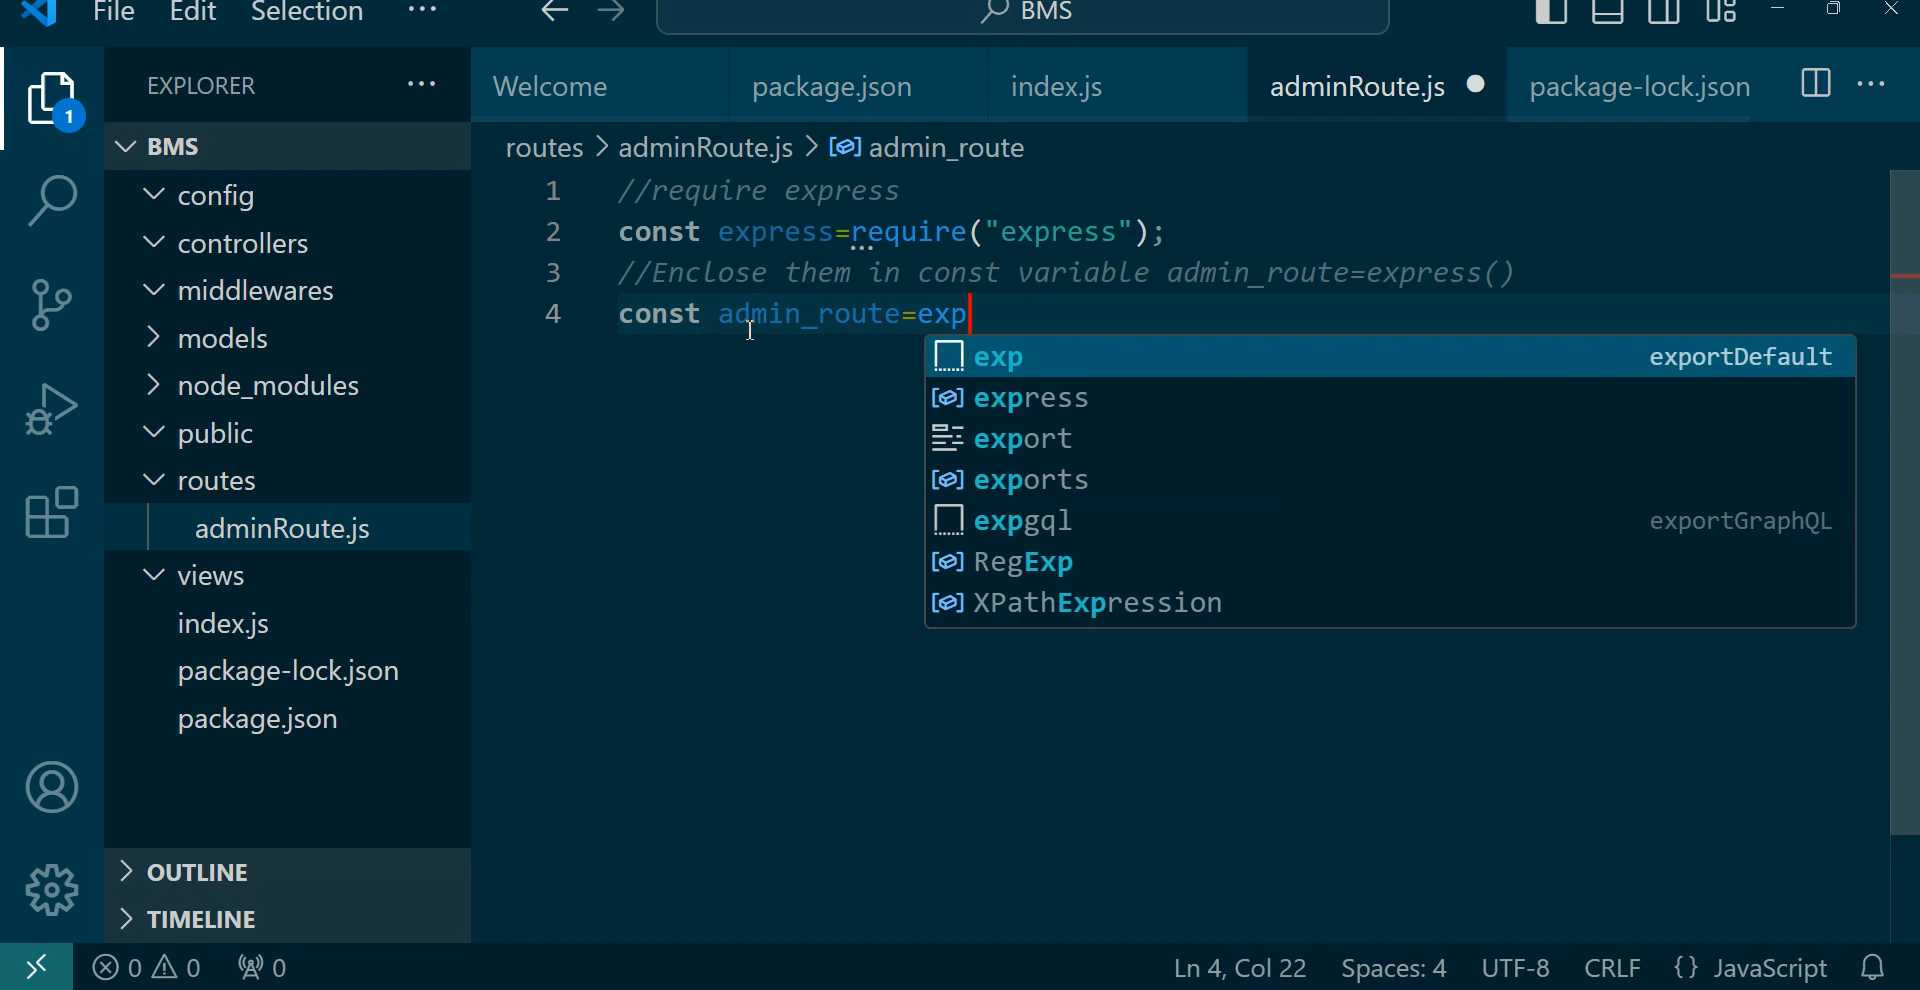 File Edit Selection ··· BMS
EXPLORER ···
Welcome package.json index.js adminRoute.js package-lock.json ···
1
BMS
config
controllers
middlewares
models
node_modules
public
routes
adminRoute.js
views
index.js
package-lock.json
package.json
OUTLINE
TIMELINE
routes > adminRoute.js > admin_route
1 //require express
2 const express=require("express");
3 //Enclose them in const variable admin_route=express()
4 const admin_route=exp
exp exportDefault
express
export
exports
expgql exportGraphQL
RegExp
XPathExpression
0 0 0 Ln 4, Col 22 Spaces: 4 UTF-8 CRLF {} JavaScript